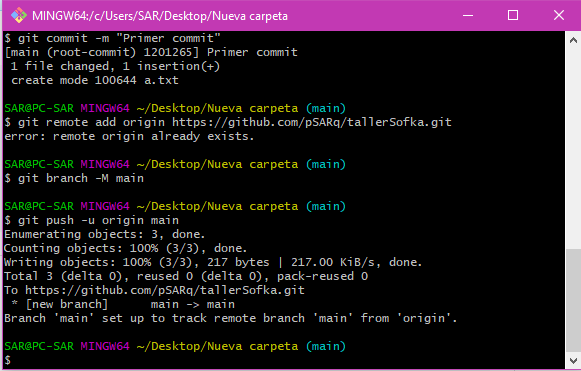 MINGW64:/c/Users/SAR/Desktop/Nueva carpeta
$ git commit -m "Primer commit"
[main (root-commit) 1201265] Primer commit
 1 file changed, 1 insertion(+)
 create mode 100644 a.txt
SAR@PC-SAR MINGW64 ~/Desktop/Nueva carpeta (main)
$ git remote add origin https://github.com/pSARq/tallerSofka.git
error: remote origin already exists.
SAR@PC-SAR MINGW64 ~/Desktop/Nueva carpeta (main)
$ git branch -M main
SAR@PC-SAR MINGW64 ~/Desktop/Nueva carpeta (main)
$ git push -u origin main
Enumerating objects: 3, done.
Counting objects: 100% (3/3), done.
Writing objects: 100% (3/3), 217 bytes | 217.00 KiB/s, done.
Total 3 (delta 0), reused 0 (delta 0), pack-reused 0
To https://github.com/pSARq/tallerSofka.git
 * [new branch]      main -> main
Branch 'main' set up to track remote branch 'main' from 'origin'.
SAR@PC-SAR MINGW64 ~/Desktop/Nueva carpeta (main)
$